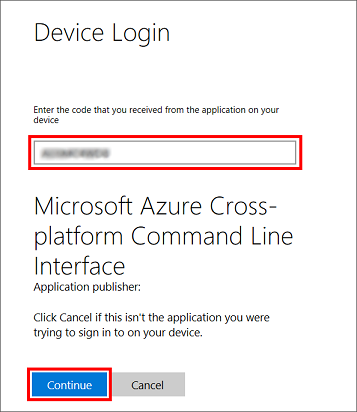 Device Login
Enter the code that you received from the application on your
device
Microsoft Azure Cross-
platform Command Line
Interface
Application publisher:
Click Cancel if this isn't the application you were
trying to sign in to on your device.
Continue
Cancel